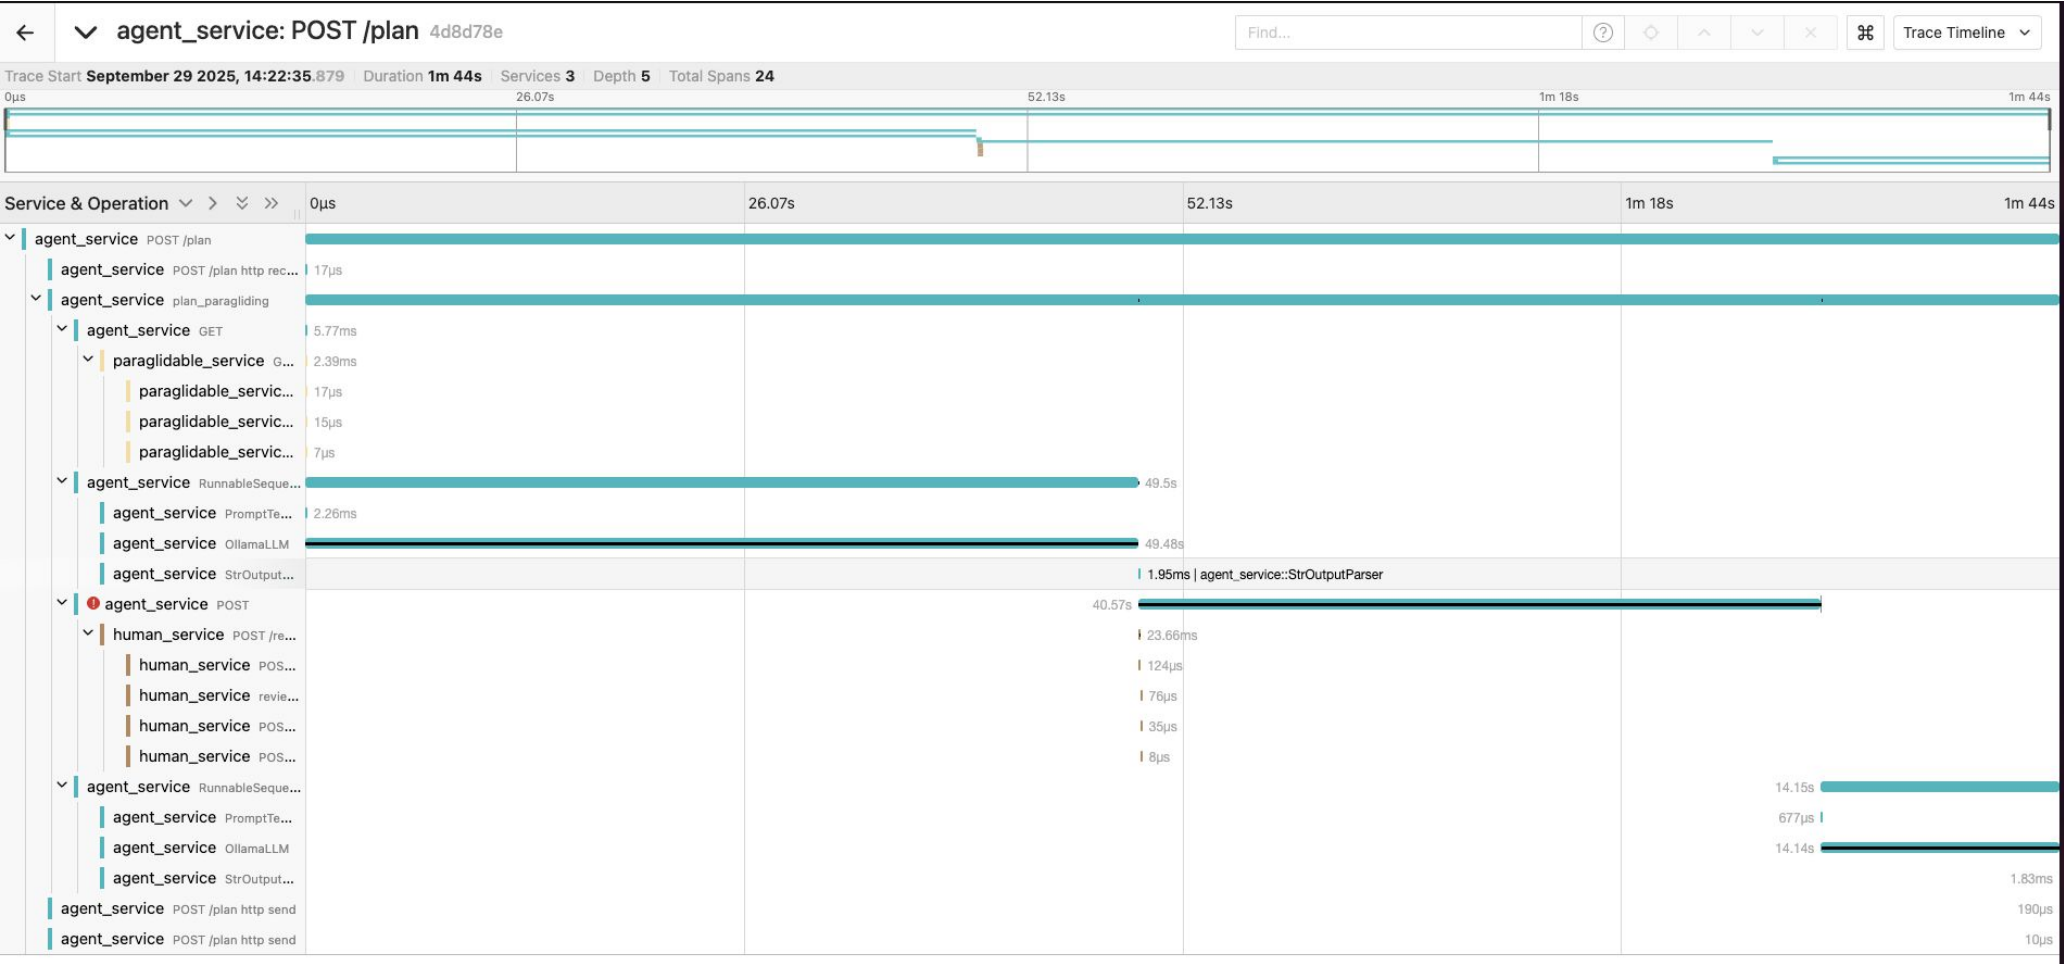 agent_service: POST /plan 4d8d78e
Find...
?
⌘
Trace Timeline
Trace Start September 29 2025, 14:22:35.879 Duration 1m 44s Services 3 Depth 5 Total Spans 24
0μs 26.07s 52.13s 1m 18s 1m 44s
Service & Operation 0μs 26.07s 52.13s 1m 18s 1m 44s
agent_service POST /plan
agent_service POST /plan http rec... 17μs
agent_service plan_paragliding
agent_service GET 5.77ms
paraglidable_service G... 2.39ms
paraglidable_servic... 17μs
paraglidable_servic... 15μs
paraglidable_servic... 7μs
agent_service RunnableSeque... 49.5s
agent_service PromptTe... 2.26ms
agent_service OllamaLLM 49.48s
agent_service StrOutput... 1.95ms | agent_service::StrOutputParser
! agent_service POST 40.57s
human_service POST /re... 23.66ms
human_service POS... 124μs
human_service revie... 76μs
human_service POS... 35μs
human_service POS... 8μs
agent_service RunnableSeque... 14.15s
agent_service PromptTe... 677μs
agent_service OllamaLLM 14.14s
agent_service StrOutput... 1.83ms
agent_service POST /plan http send 190μs
agent_service POST /plan http send 10μs